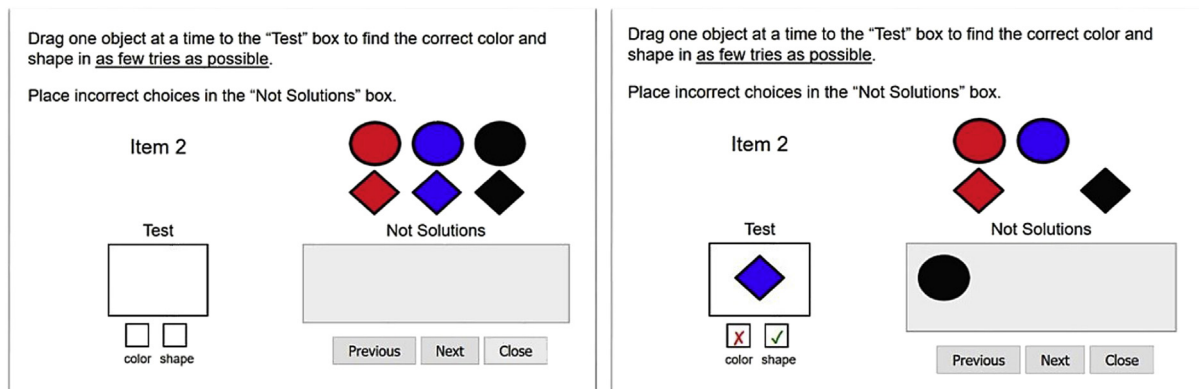 Drag one object at a time to the “Test” box to find the correct color and
shape in as few tries as possible.
Place incorrect choices in the “Not Solutions” box.
Item 2
Test
Not Solutions
color shape
Previous
Next
Close
Drag one object at a time to the “Test” box to find the correct color and
shape in as few tries as possible.
Place incorrect choices in the “Not Solutions” box.
Item 2
Test
Not Solutions
color shape
Previous
Next
Close